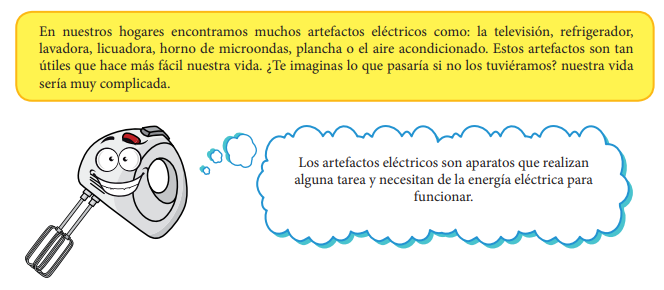 En nuestros hogares encontramos muchos artefactos eléctricos como: la televisión, refrigerador,
lavadora, licuadora, horno de microondas, plancha o el aire acondicionado. Estos artefactos son tan
útiles que hace más fácil nuestra vida. ¿Te imaginas lo que pasaría si no los tuviéramos? nuestra vida
sería muy complicada.
Los artefactos eléctricos son aparatos que realizan
alguna tarea y necesitan de la energía eléctrica para
funcionar.